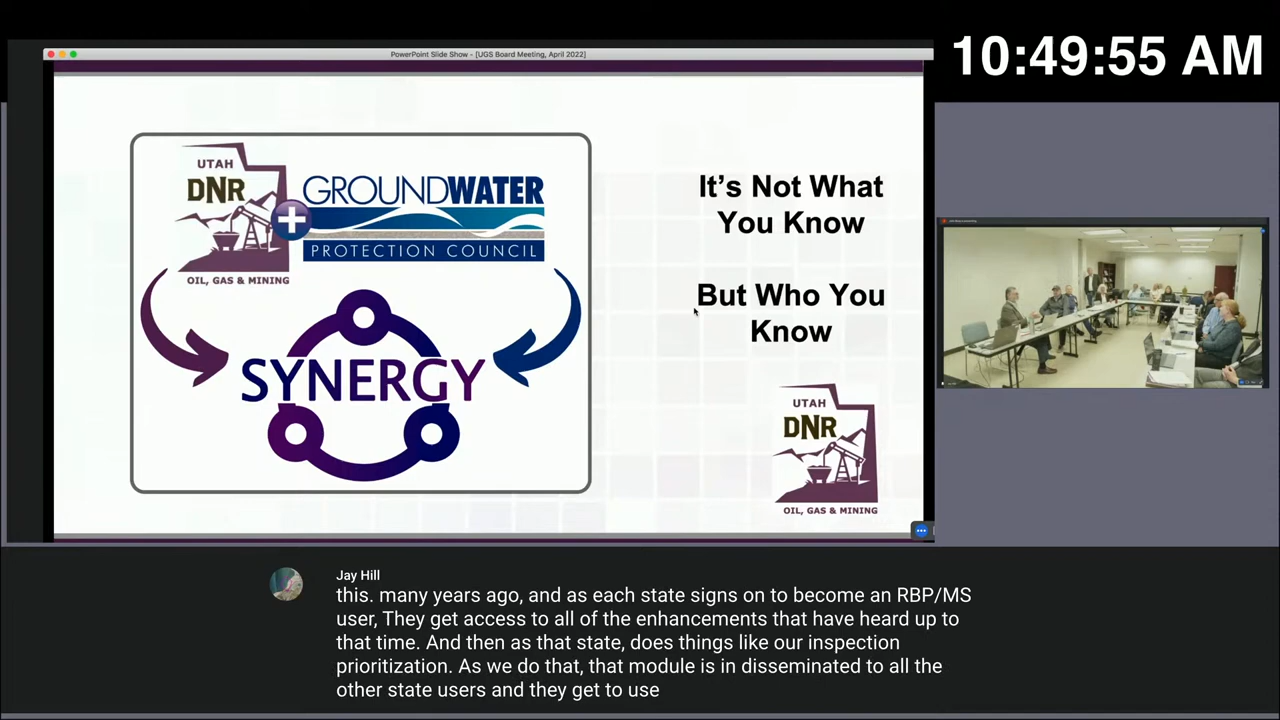 PowerPoint Slide Show - [UGS Board Meeting, April 2022]
10:49:55 AM
UTAH
DNR
OIL, GAS & MINING
GROUNDWATER
PROTECTION COUNCIL
SYNERGY
It's Not What
You Know
But Who You
Know
UTAH
DNR
OIL, GAS & MINING
Jay Hill
this. many years ago, and as each state signs on to become an RBP/MS
user, They get access to all of the enhancements that have heard up to
that time. And then as that state, does things like our inspection
prioritization. As we do that, that module is in disseminated to all the
other state users and they get to use